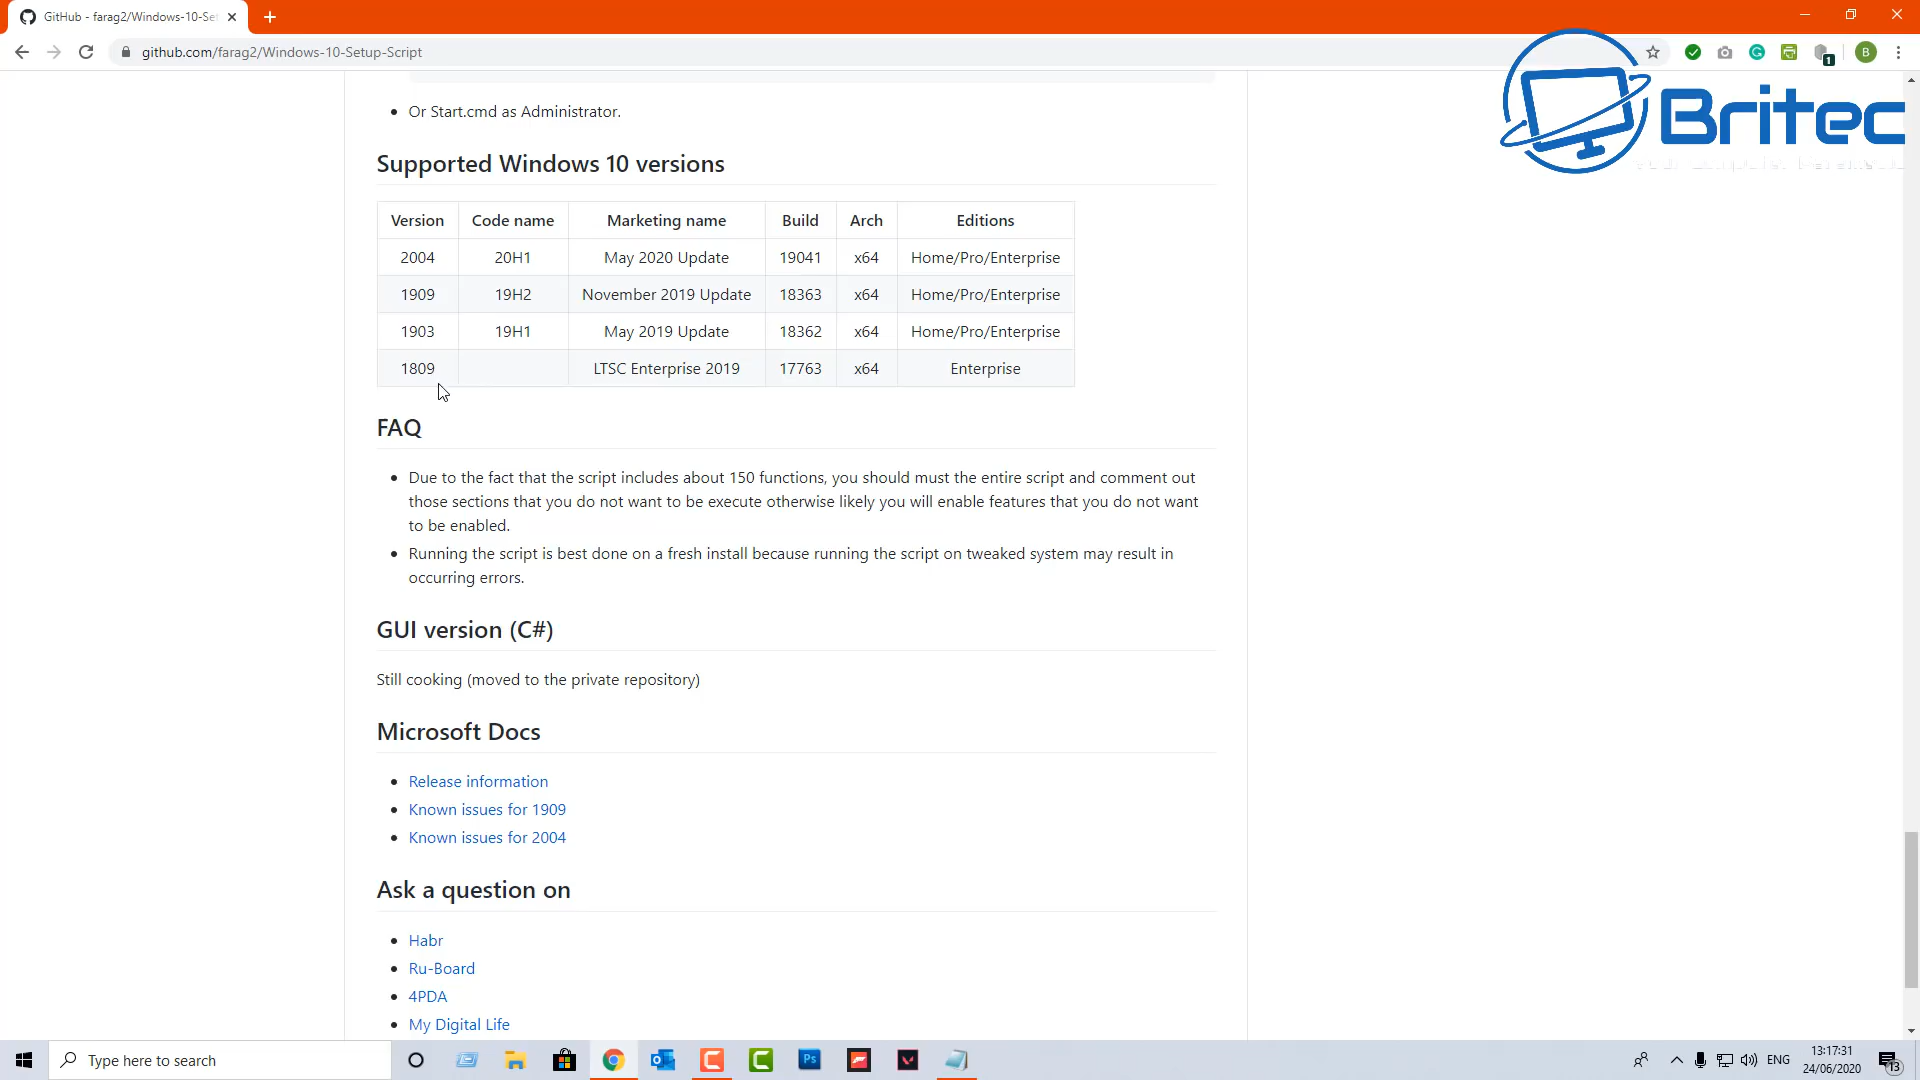 GitHub - farag2/Windows-10-Set
github.com/farag2/Windows-10-Setup-Script
1
B
Britec
Or Start.cmd as Administrator.
Supported Windows 10 versions
Version Code name Marketing name Build Arch Editions
2004 20H1 May 2020 Update 19041 x64 Home/Pro/Enterprise
1909 19H2 November 2019 Update 18363 x64 Home/Pro/Enterprise
1903 19H1 May 2019 Update 18362 x64 Home/Pro/Enterprise
1809 LTSC Enterprise 2019 17763 x64 Enterprise
FAQ
Due to the fact that the script includes about 150 functions, you should must the entire script and comment out
those sections that you do not want to be execute otherwise likely you will enable features that you do not want
to be enabled.
Running the script is best done on a fresh install because running the script on tweaked system may result in
occurring errors.
GUI version (C#)
Still cooking (moved to the private repository)
Microsoft Docs
Release information
Known issues for 1909
Known issues for 2004
Ask a question on
Habr
Ru-Board
4PDA
My Digital Life
Type here to search
Ps
ENG
13:17:31
24/06/2020
13